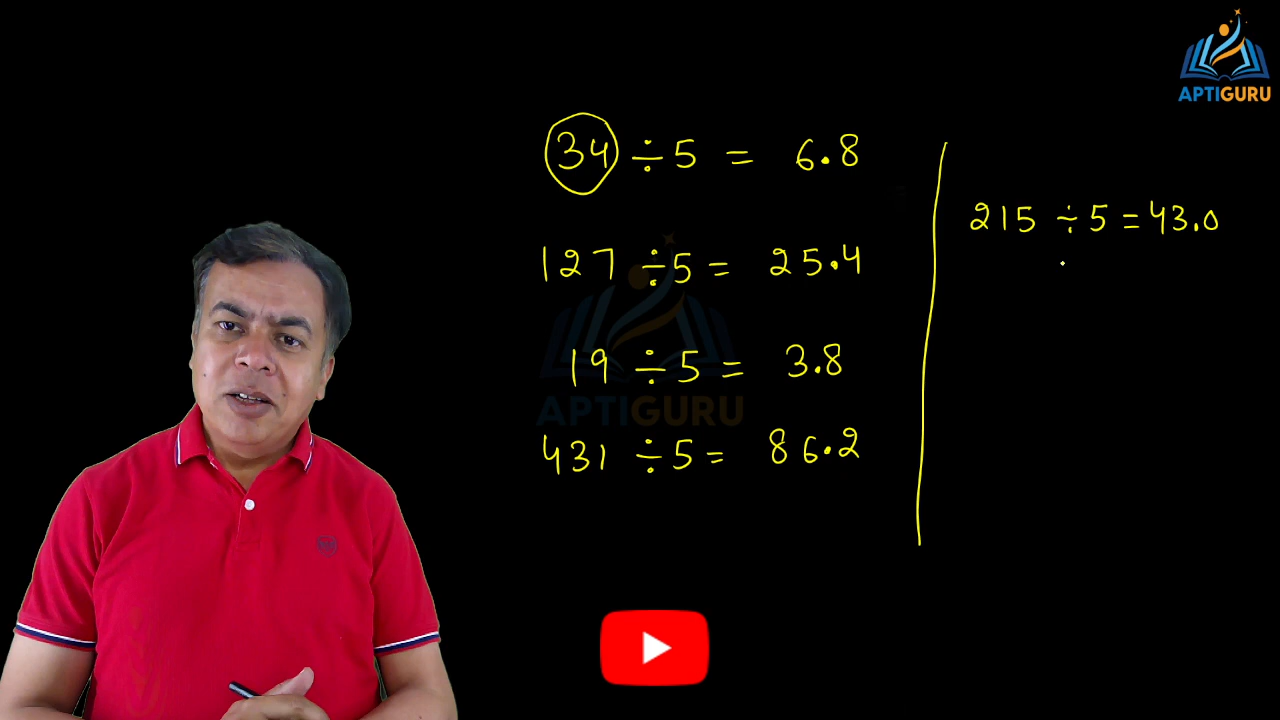 APTIGURU
34 ÷ 5 = 6.8
127 ÷ 5 = 25.4
19 ÷ 5 = 3.8
431 ÷ 5 = 86.2
215 ÷ 5 = 43.0
APTIGURU